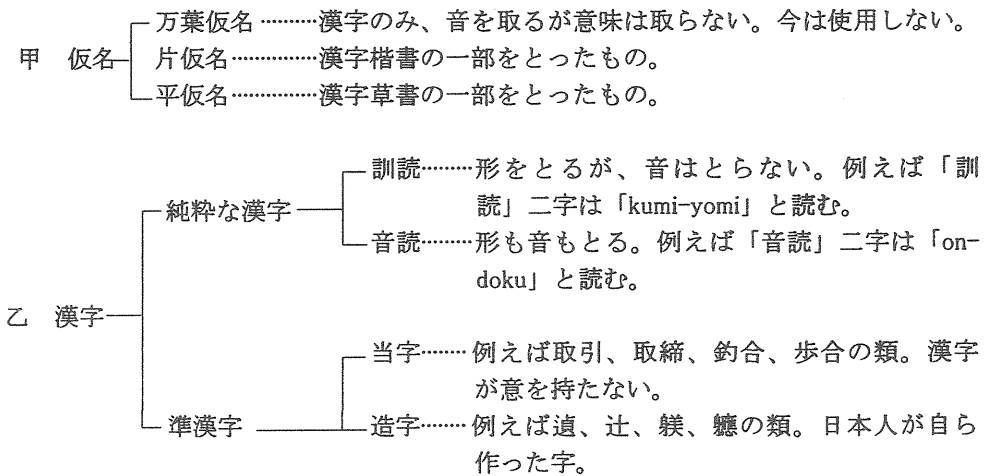 万葉仮名…………漢字のみ、音を取るが意味は取らない。今は使用しない。
甲　仮名
片仮名……………漢字楷書の一部をとったもの。
平仮名……………漢字草書の一部をとったもの。
乙　漢字
純粋な漢字
訓読………形をとるが、音はとらない。例えば「訓
読」二字は「kumi-yomi」と読む。
音読………形も音もとる。例えば「音読」二字は「on-
doku」と読む。
準漢字
当字………例えば取引、取締、釣合、歩合の類。漢字
が意を持たない。
造字………例えば、辻、躾、軈の類。日本人が自ら
作った字。